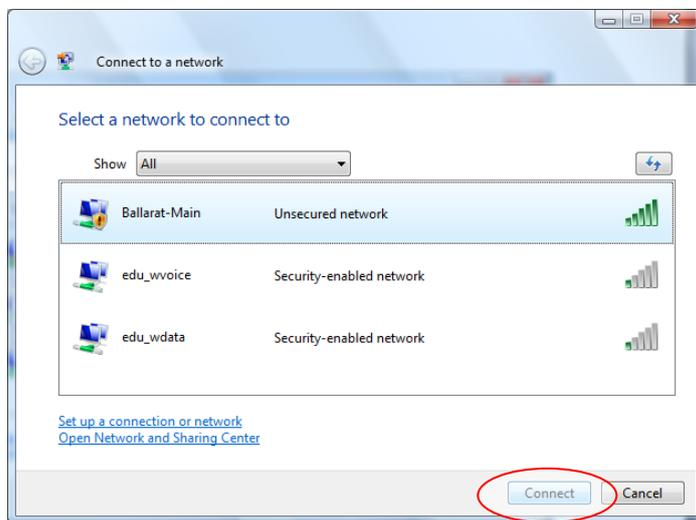 Connect to a network
Select a network to connect to
Show All
Ballarat-Main Unsecured network
edu_wvoice Security-enabled network
edu_wdata Security-enabled network
Set up a connection or network
Open Network and Sharing Center
Connect Cancel